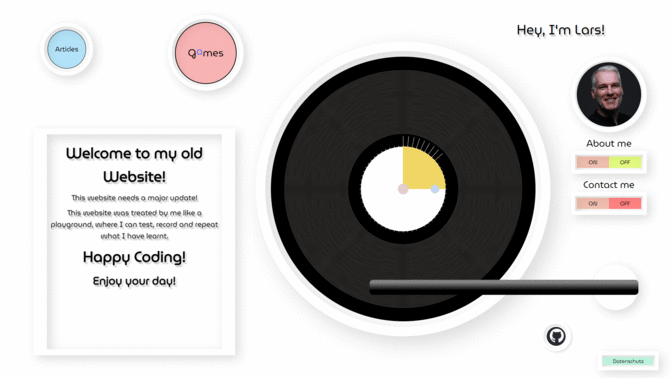 Hey, I'm Lars!
Articles
Games
About me
ON OFF
Contact me
ON OFF
Welcome to my old
Website!
This website needs a major update!
This website was treated by me like a
playground, where I can test, record and repeat
what I have learnt.
Happy Coding!
Enjoy your day!
Datenschutz